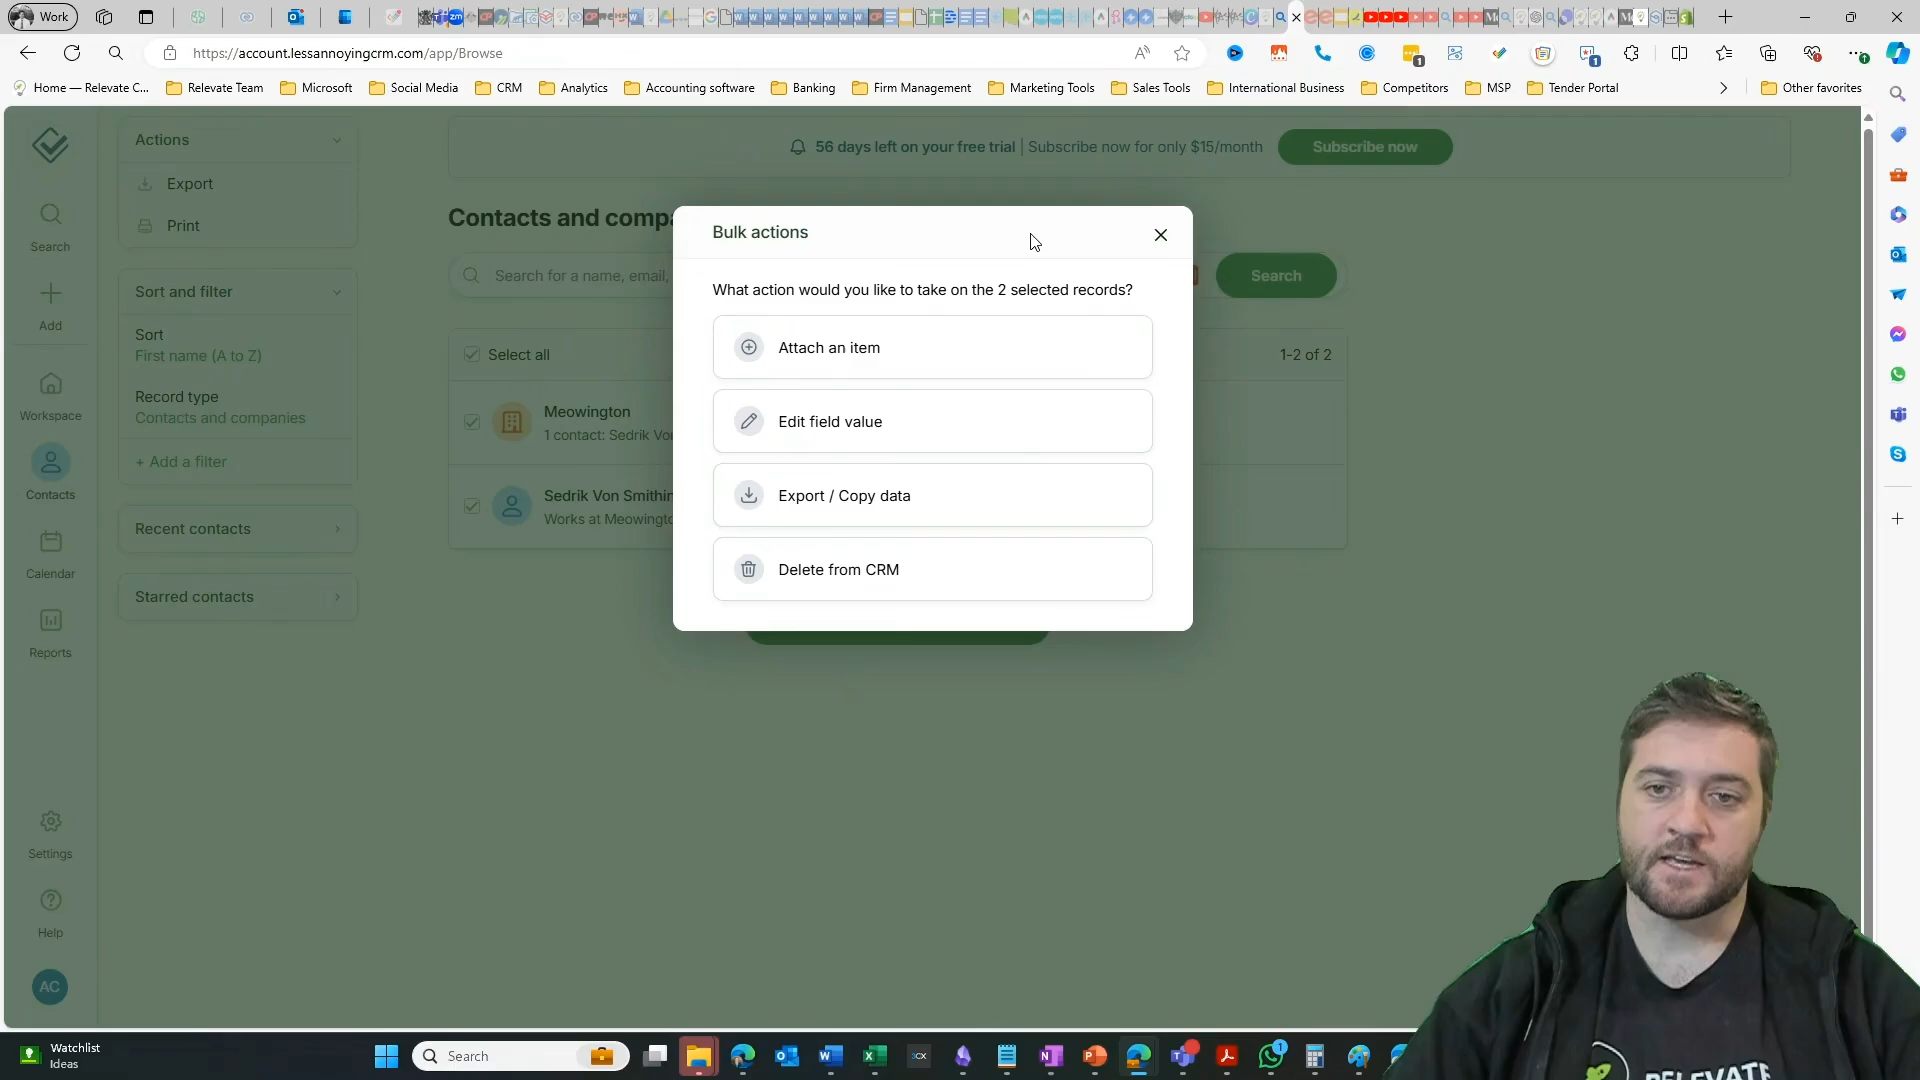 Work
https://account.lessannoyingcrm.com/app/Browse
Home — Relevate C...
Relevate Team
Microsoft
Social Media
CRM
Analytics
Accounting software
Banking
Firm Management
Marketing Tools
Sales Tools
International Business
Competitors
MSP
Tender Portal
Other favorites
Actions
Export
Print
56 days left on your free trial | Subscribe now for only $15/month
Subscribe now
Search
Add
Workspace
Contacts
Calendar
Reports
Settings
Help
AC
Sort and filter
Sort
First name (A to Z)
Record type
Contacts and companies
+ Add a filter
Recent contacts
Starred contacts
Contacts and compa
Search for a name, email,
Search
Select all
1-2 of 2
Meowington
1 contact: Sedrik Vo
Sedrik Von Smithin
Works at Meowingto
Bulk actions
What action would you like to take on the 2 selected records?
Attach an item
Edit field value
Export / Copy data
Delete from CRM
RELEVATE
Watchlist
Ideas
Search
3CX
1